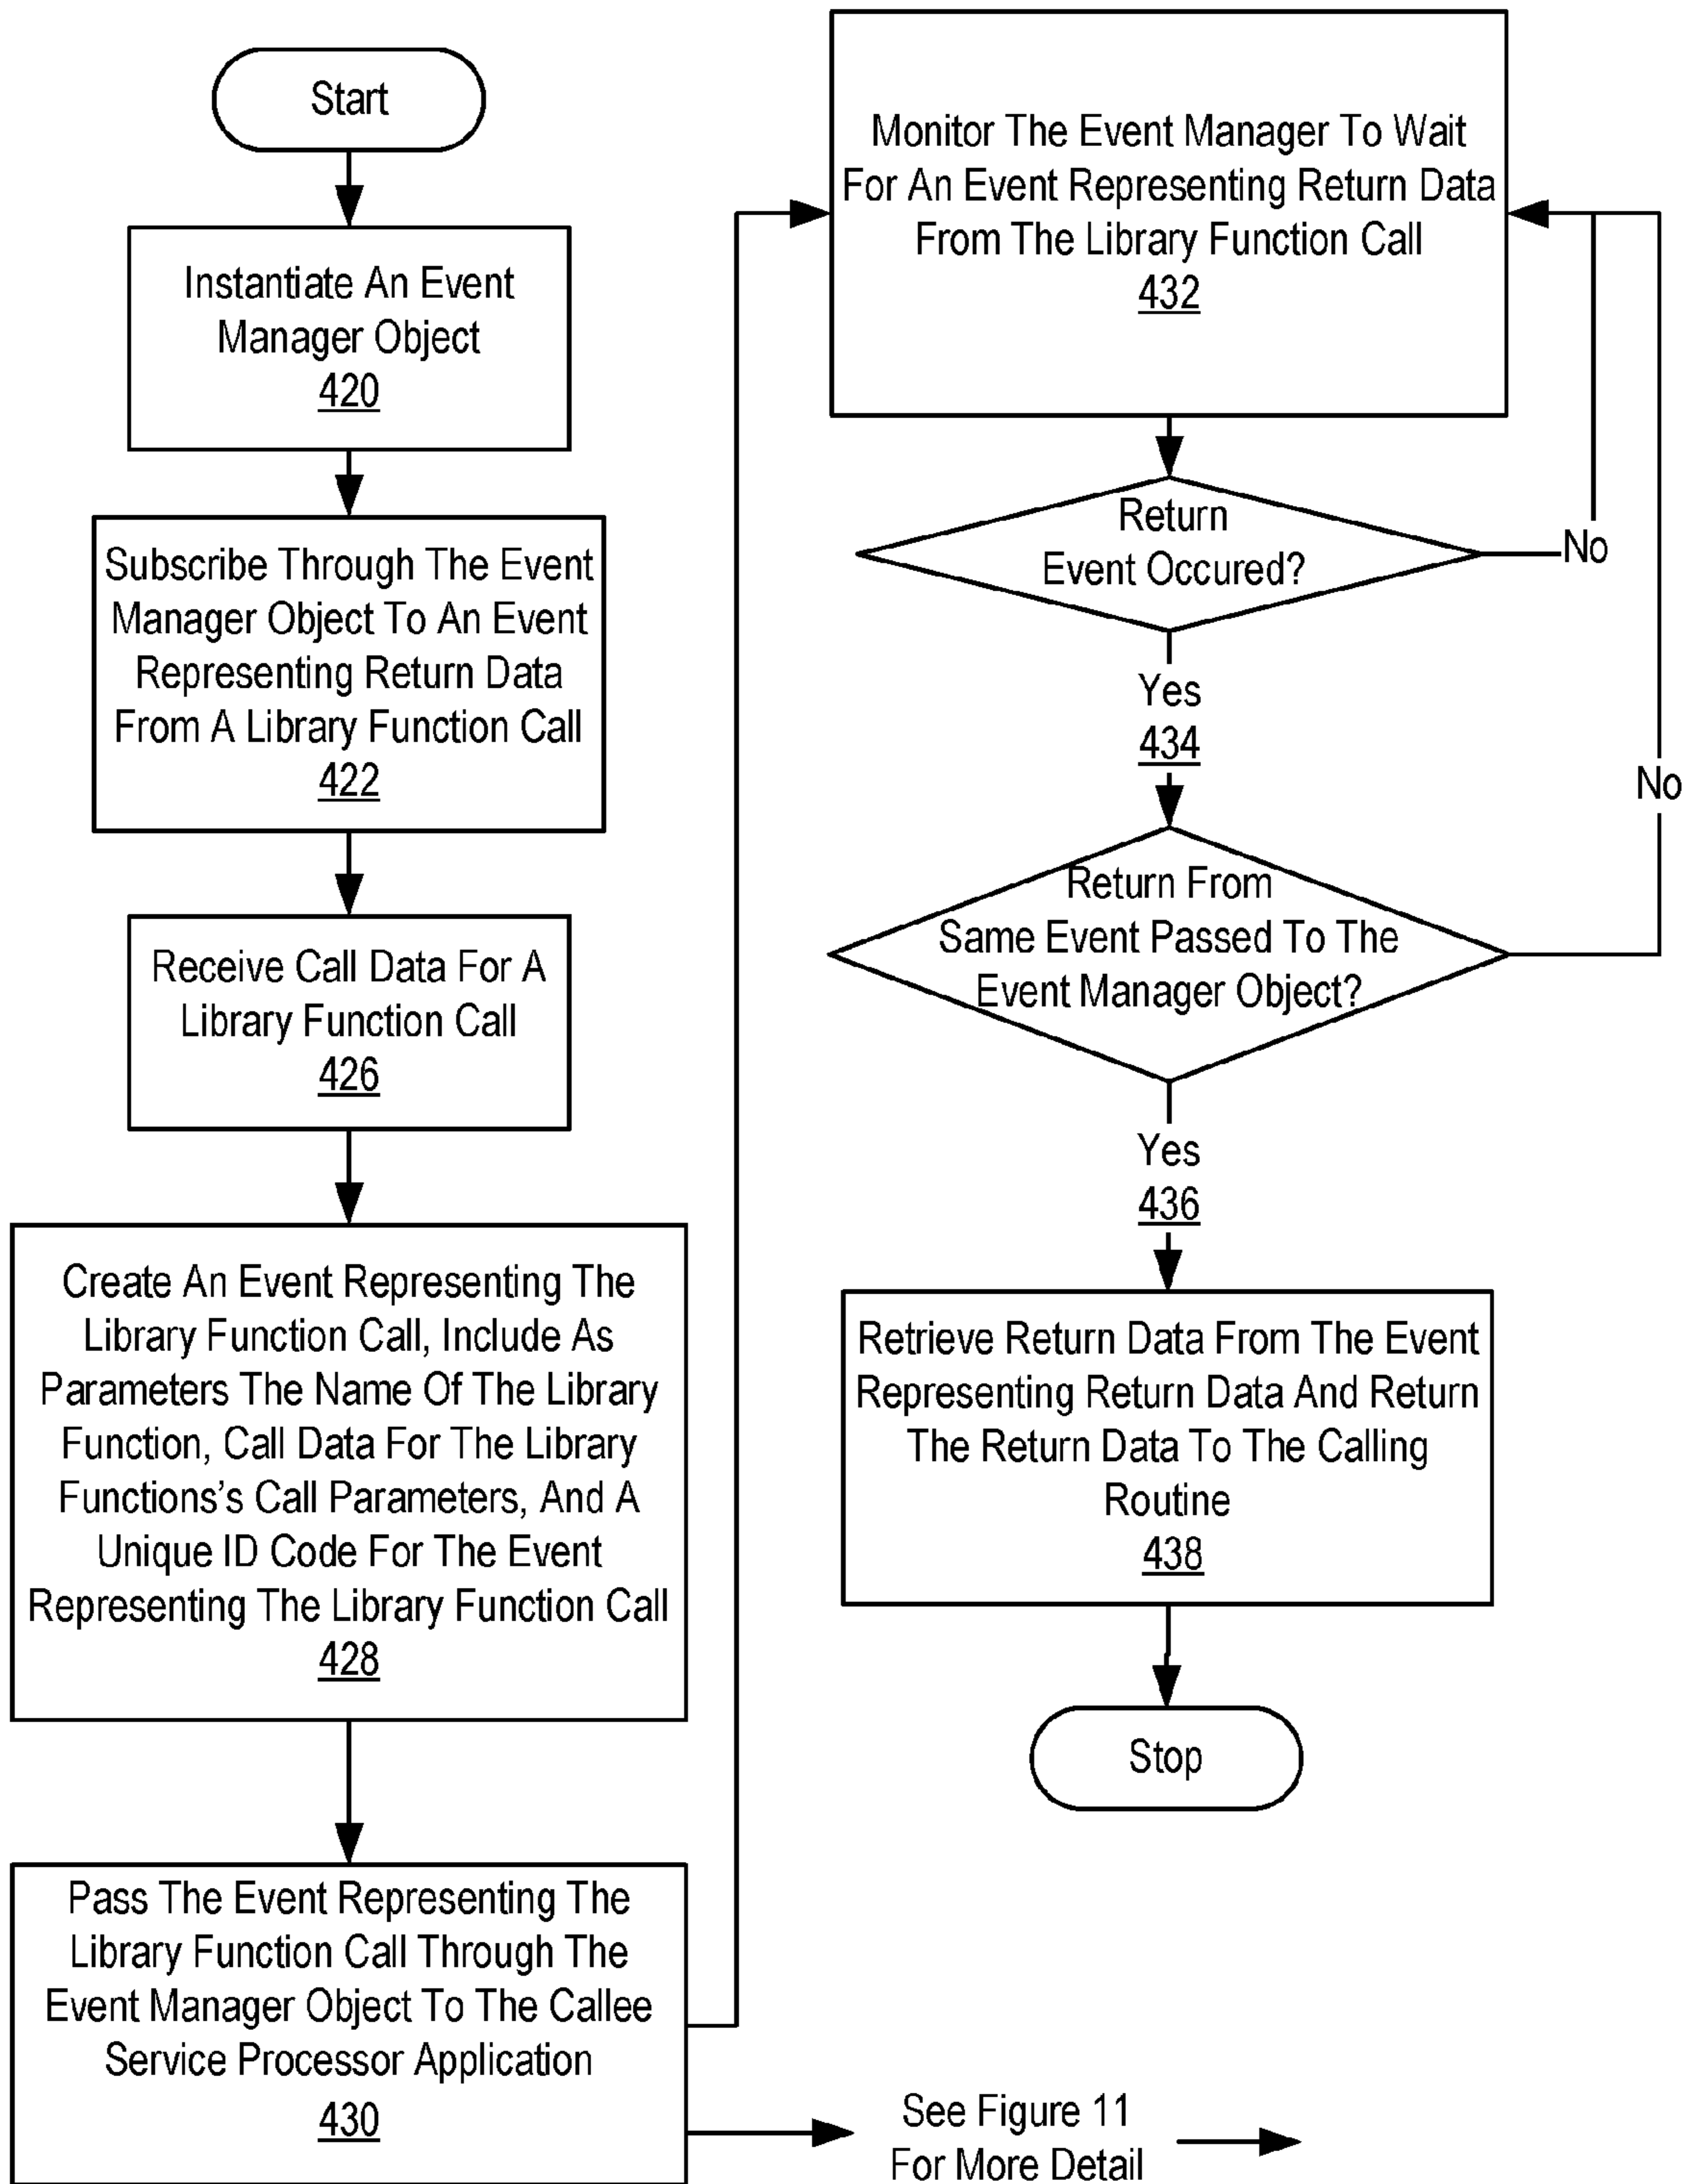 Start
Instantiate An Event
Manager Object
420
Subscribe Through The Event
Manager Object To An Event
Representing Return Data
From A Library Function Call
422
Receive Call Data For A
Library Function Call
426
Create An Event Representing The
Library Function Call, Include As
Parameters The Name Of The Library
Function, Call Data For The Library
Functions's Call Parameters, And A
Unique ID Code For The Event
Representing The Library Function Call
428
Pass The Event Representing The
Library Function Call Through The
Event Manager Object To The Callee
Service Processor Application
430
See Figure 11
For More Detail
Monitor The Event Manager To Wait
For An Event Representing Return Data
From The Library Function Call
432
Return
Event Occured?
No
Yes
434
Return From
Same Event Passed To The
Event Manager Object?
No
Yes
436
Retrieve Return Data From The Event
Representing Return Data And Return
The Return Data To The Calling
Routine
438
Stop